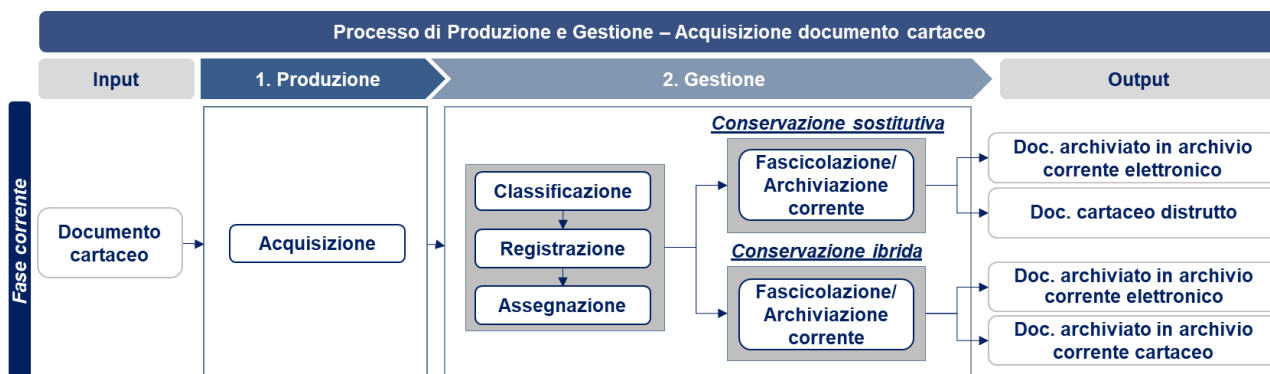 Processo di Produzione e Gestione – Acquisizione documento cartaceo
Input
1. Produzione
2. Gestione
Output
Fase corrente
Documento
cartaceo
Acquisizione
Classificazione
Registrazione
Assegnazione
Conservazione sostitutiva
Fascicolazione/
Archiviazione
corrente
Conservazione ibrida
Fascicolazione/
Archiviazione
corrente
Doc. archiviato in archivio
corrente elettronico
Doc. cartaceo distrutto
Doc. archiviato in archivio
corrente elettronico
Doc. archiviato in archivio
corrente cartaceo